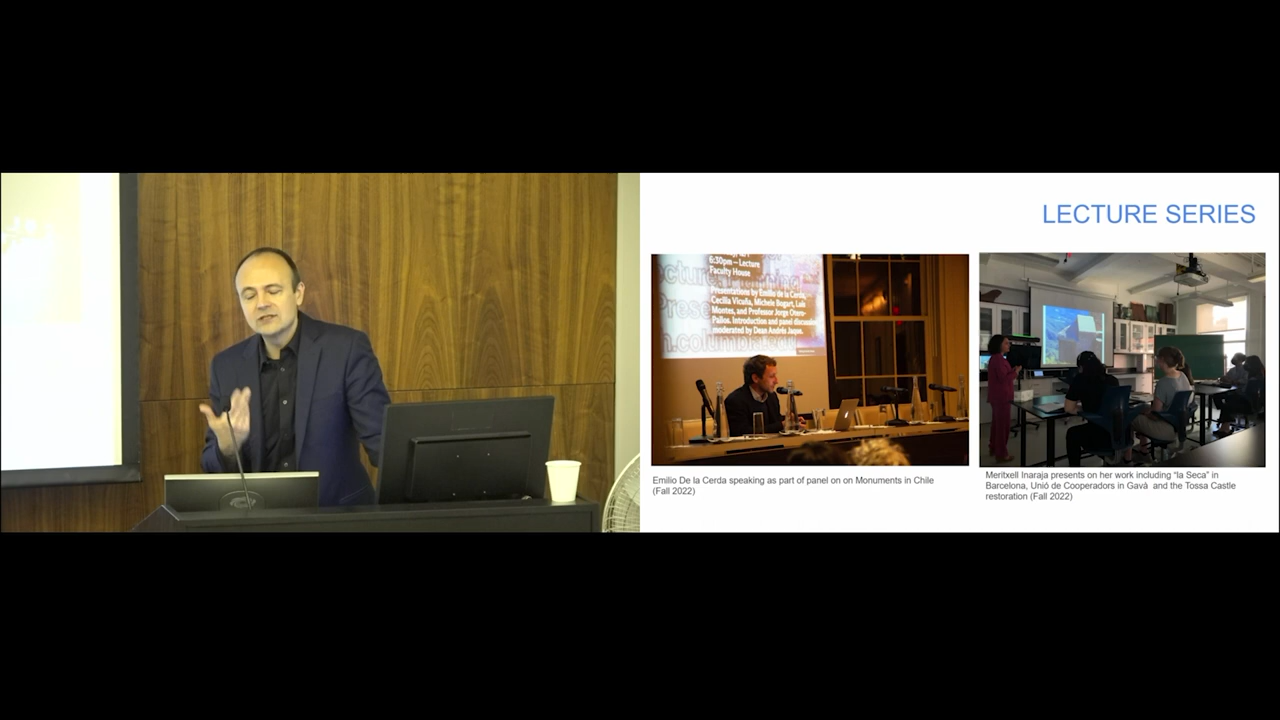 LECTURE SERIES
6:30pm – Lecture
Faculty House
Presentations by Emilio de la Cerda,
Cecilia Vicuña, Michele Bogart, Luis
Montes, and Professor Jorge Otero-
Pailos. Introduction and panel discuss
moderated by Dean Andrés Jaque.
Emilio De la Cerda speaking as part of panel on on Monuments in Chile
(Fall 2022)
Meritxell Inaraja presents on her work including “la Seca” in
Barcelona, Unió de Cooperadors in Gavà and the Tossa Castle
restoration (Fall 2022)